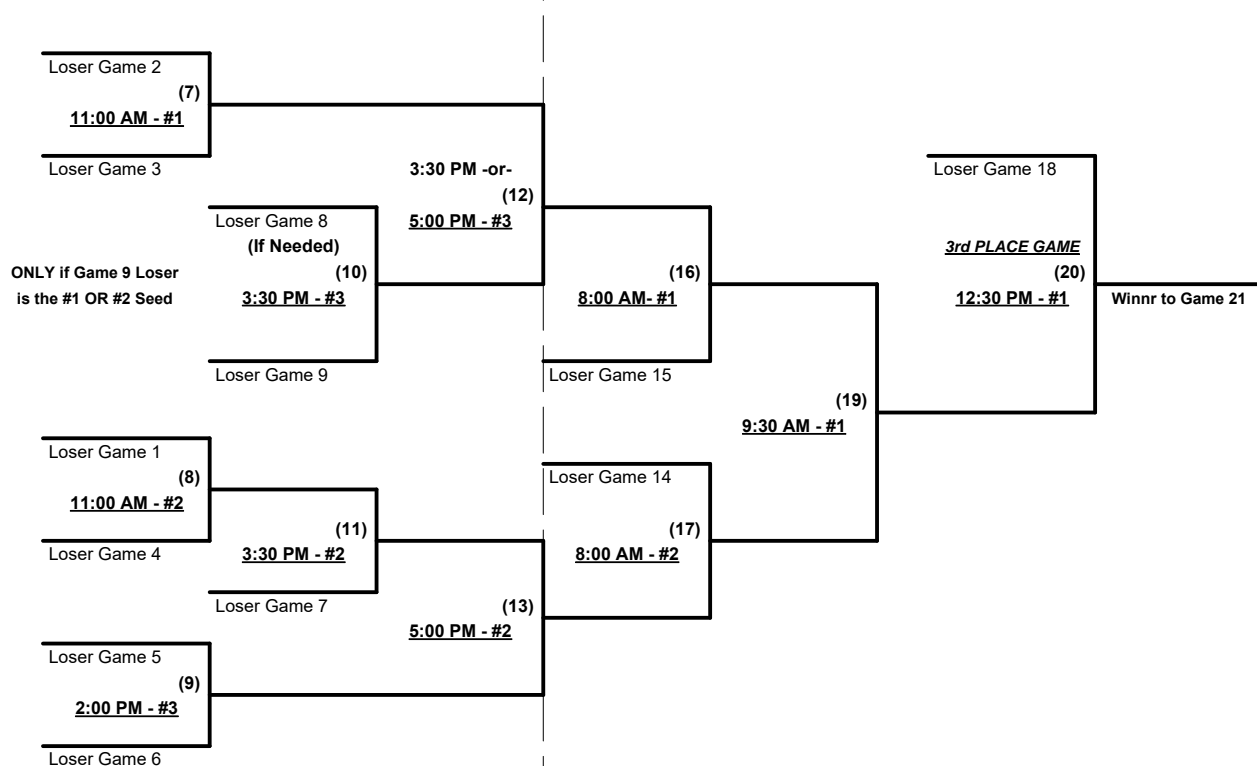 Loser Game 2
(7)
11:00 AM - #1
Loser Game 3
3:30 PM -or-
(12)
5:00 PM - #3
Loser Game 18
Loser Game 8
(If Needed)
(10)
3:30 PM - #3
ONLY if Game 9 Loser
is the #1 OR #2 Seed
Loser Game 9
(16)
8:00 AM- #1
Loser Game 15
3rd PLACE GAME
(20)
12:30 PM - #1
Winnr to Game 21
(19)
9:30 AM - #1
Loser Game 1
(8)
11:00 AM - #2
Loser Game 4
(11)
3:30 PM - #2
Loser Game 7
Loser Game 14
(17)
8:00 AM - #2
(13)
5:00 PM - #2
Loser Game 5
(9)
2:00 PM - #3
Loser Game 6